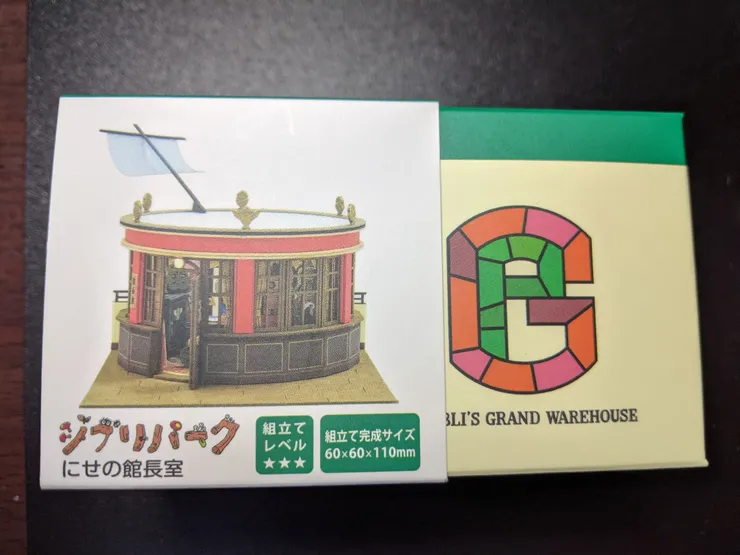 ジブリパーク
にせの館長室
組立て
レベル
★★★
組立て完成サイズ
60×60×110mm
BLI'S GRAND WAREHOUSE